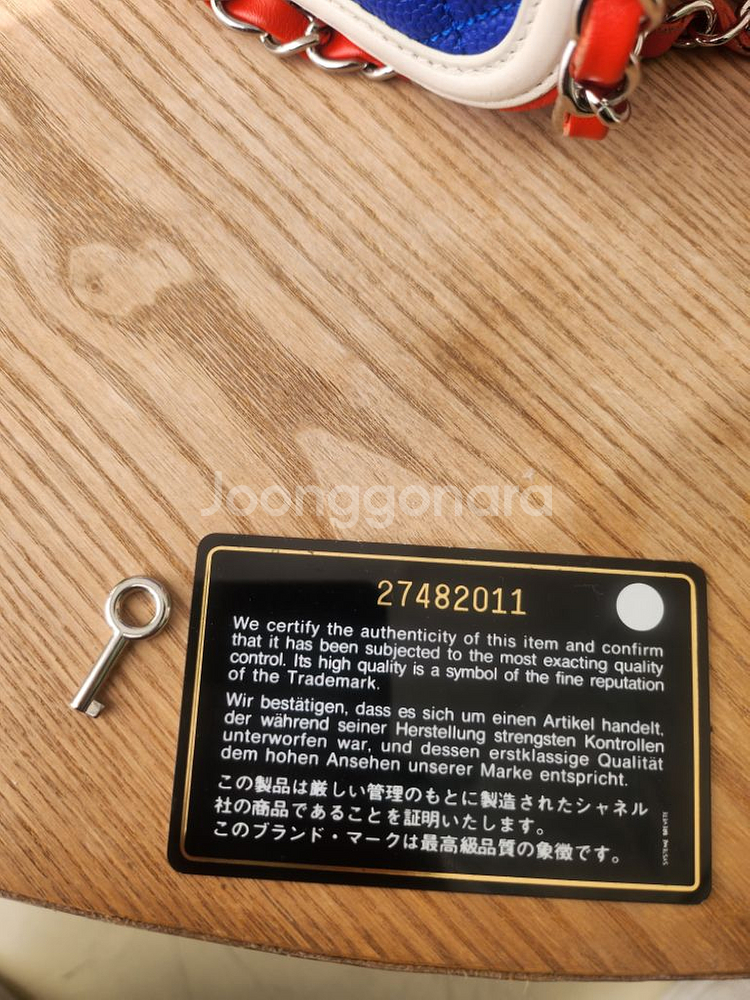 Joonggonara
27482011
We certify the authenticity of this item and confirm
that it has been subjected to the most exacting quality
control. Its high quality is a symbol of the fine reputation
of the Trademark.
Wir bestätigen, dass es sich um einen Artikel handelt,
der während seiner Herstellung strengsten Kontrollen
unterworfen war, und dessen erstklassige Qualität
dem hohen Ansehen unserer Marke entspricht.
この製品は厳しい管理のもとに製造されたシャネル
社の商品であることを証明いたします。
このブランド・マークは最高級品質の象徴です。